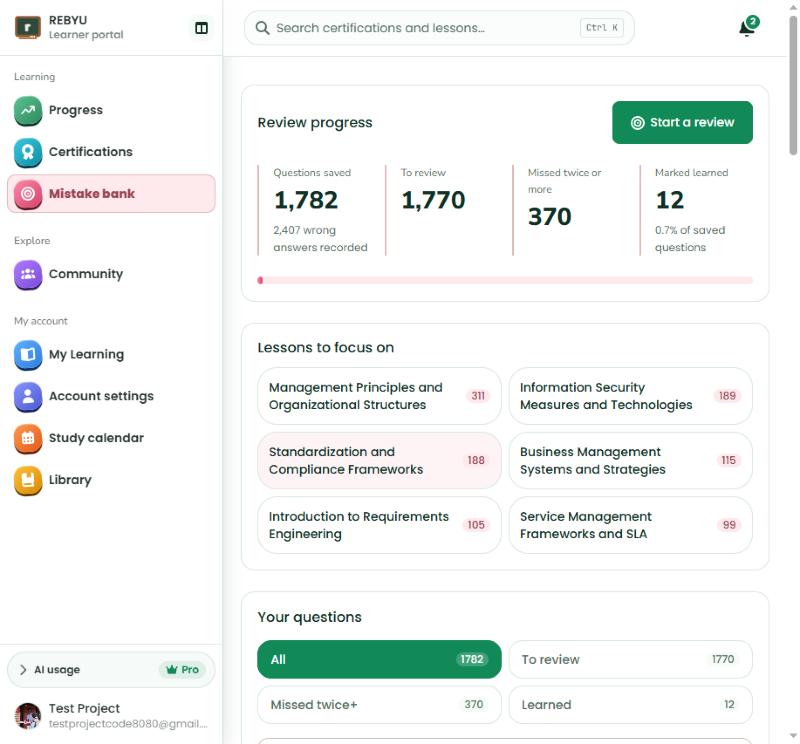 REBYU
Learner portal
Search certifications and lessons...
Ctrl K
2
Learning
Progress
Certifications
Mistake bank
Explore
Community
My account
My Learning
Account settings
Study calendar
Library
AI usage
Pro
Test Project
testprojectcode8080@gmail...
Review progress
Start a review
Questions saved
1,782
2,407 wrong
answers recorded
To review
1,770
Missed twice or
more
370
Marked learned
12
0.7% of saved
questions
Lessons to focus on
Management Principles and
Organizational Structures
311
Information Security
Measures and Technologies
189
Standardization and
Compliance Frameworks
188
Business Management
Systems and Strategies
115
Introduction to Requirements
Engineering
105
Service Management
Frameworks and SLA
99
Your questions
All
1782
To review
1770
Missed twice+
370
Learned
12